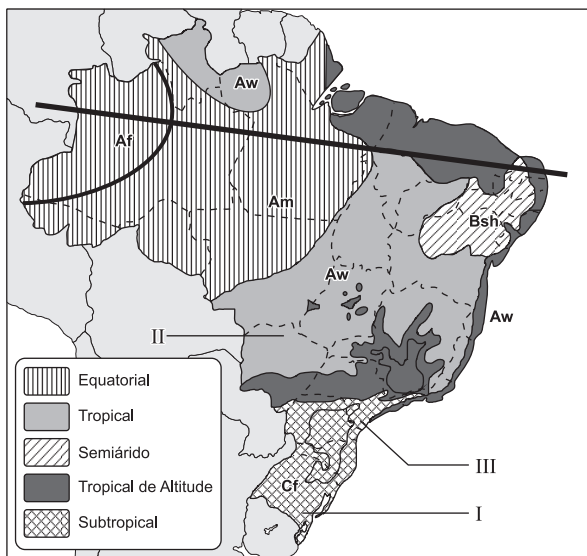 Aw
Af
Am
Bsh
Aw
Aw
II
III
Cf
I
Equatorial
Tropical
Semiárido
Tropical de Altitude
Subtropical